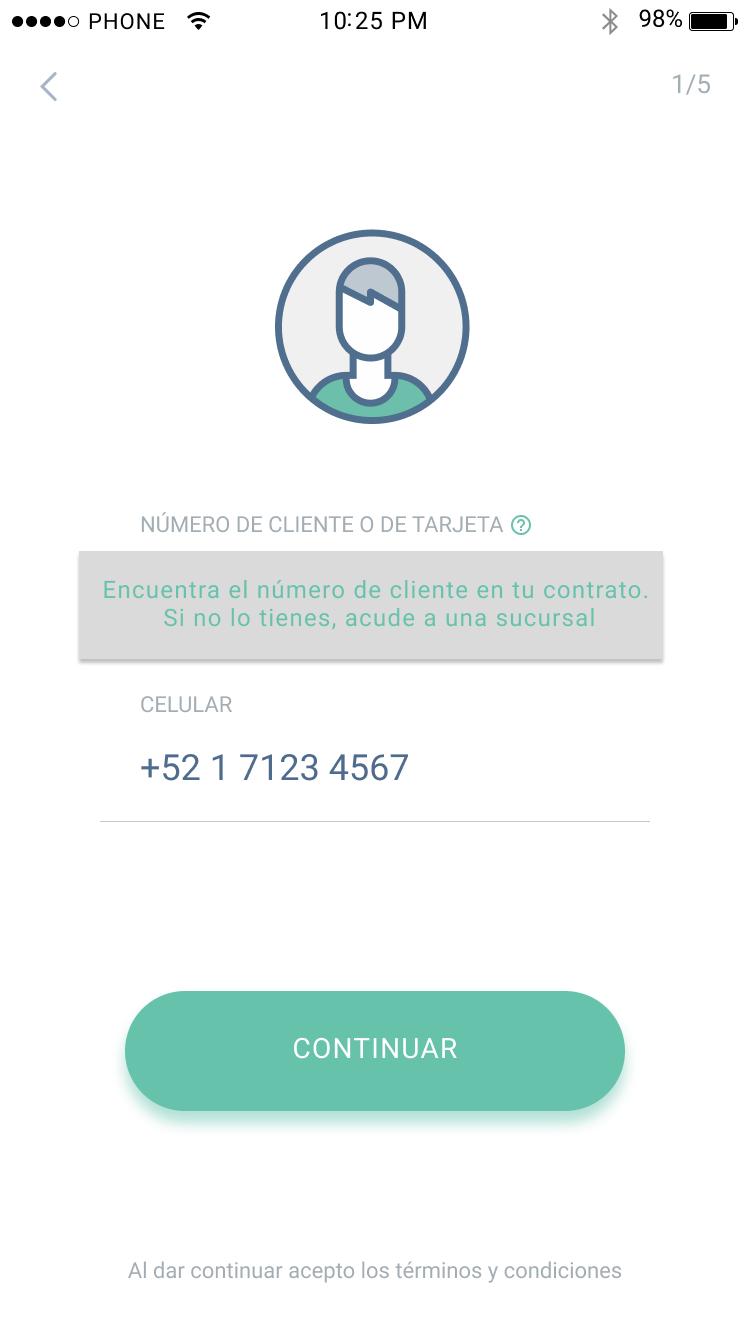 PHONE 10:25 PM 98%
1/5
NÚMERO DE CLIENTE O DE TARJETA ?
Encuentra el número de cliente en tu contrato.
Si no lo tienes, acude a una sucursal
CELULAR
+52 1 7123 4567
CONTINUAR
Al dar continuar acepto los términos y condiciones